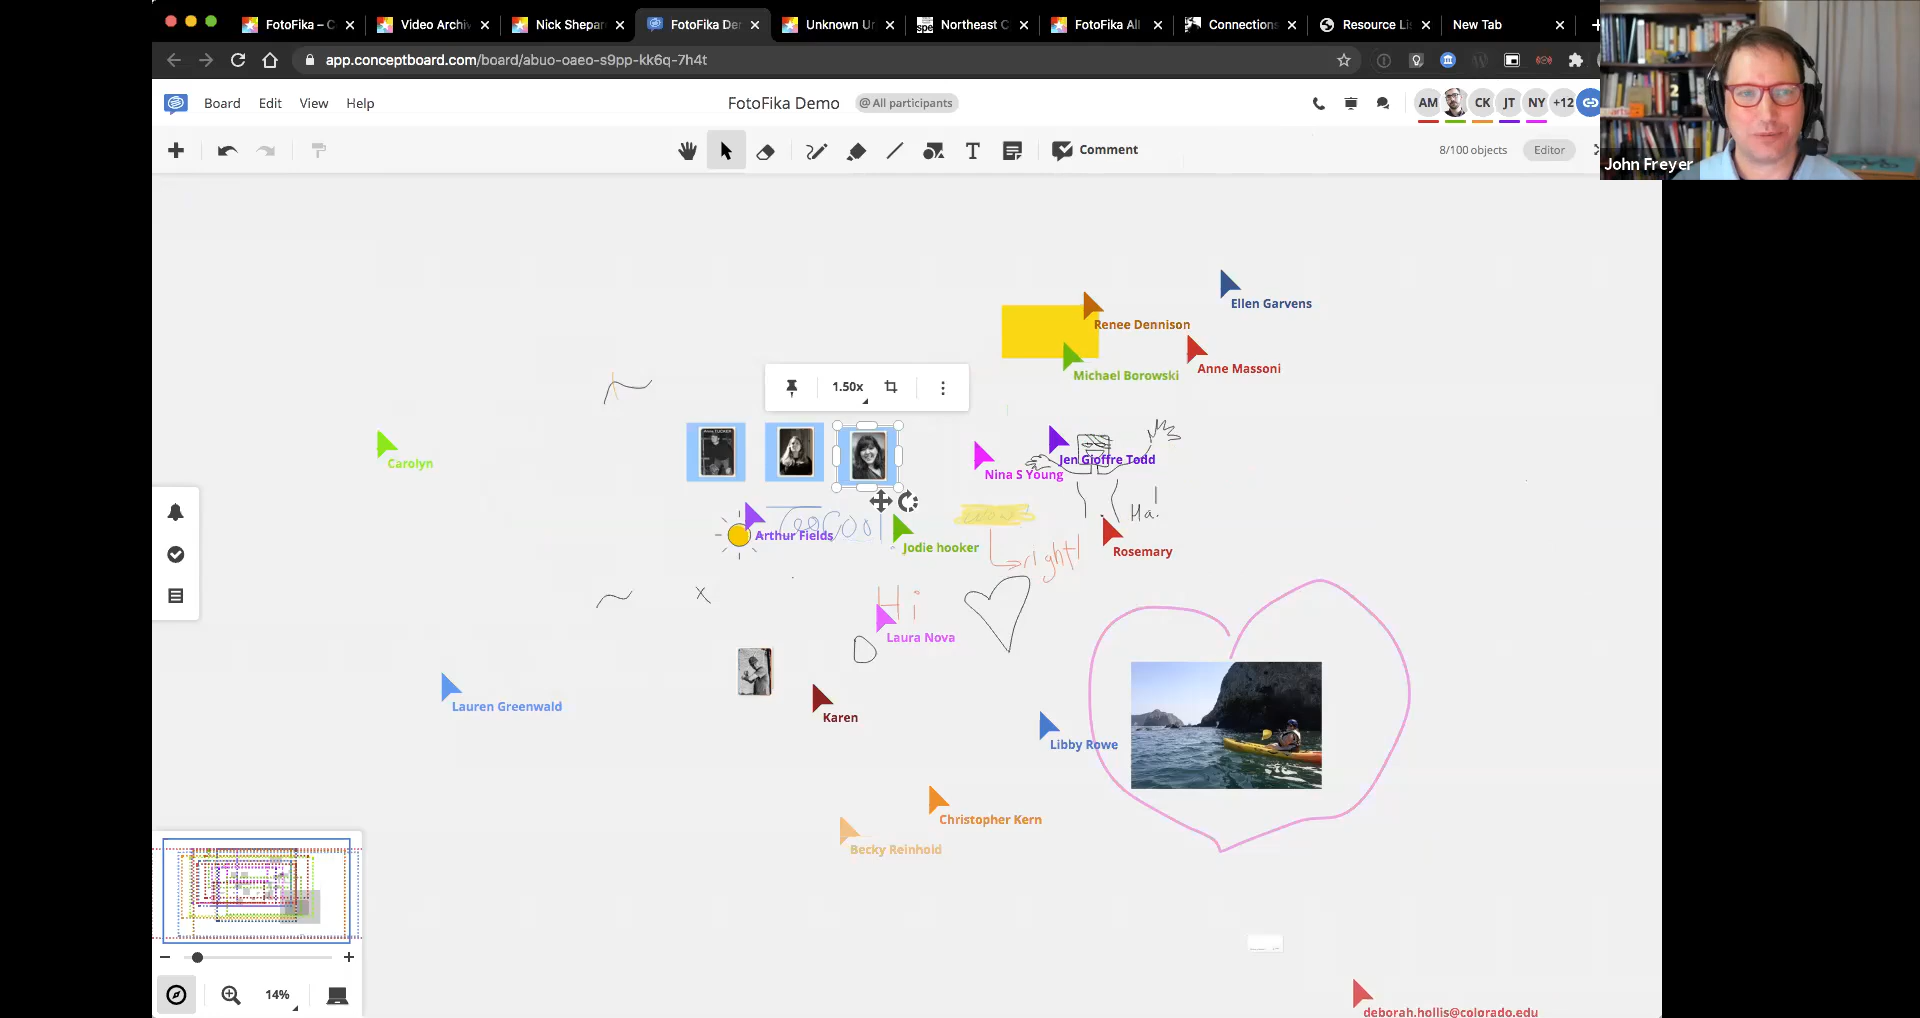 FotoFika – C
Video Archiv
Nick Shepar
FotoFika De
Unknown Ur
Northeast C
FotoFika All
Connections
Resource Li
New Tab
app.conceptboard.com/board/abuo-oaeo-s9pp-kk6q-7h4t
Board Edit View Help
FotoFika Demo
@ All participants
AM CK JT NY +12
T
Comment
8/100 objects
Editor
John Freyer
Ellen Garvens
Renee Dennison
Anne Massoni
Michael Borowski
1.50x
Carolyn
Jen Gioffre Todd
Nina S Young
Ha!
Arthur Fields
Jodie hooker
Rosemary
right!
x
Hi
Laura Nova
D
Lauren Greenwald
Karen
Libby Rowe
Christopher Kern
Becky Reinhold
14%
deborah.hollis@colorado.edu